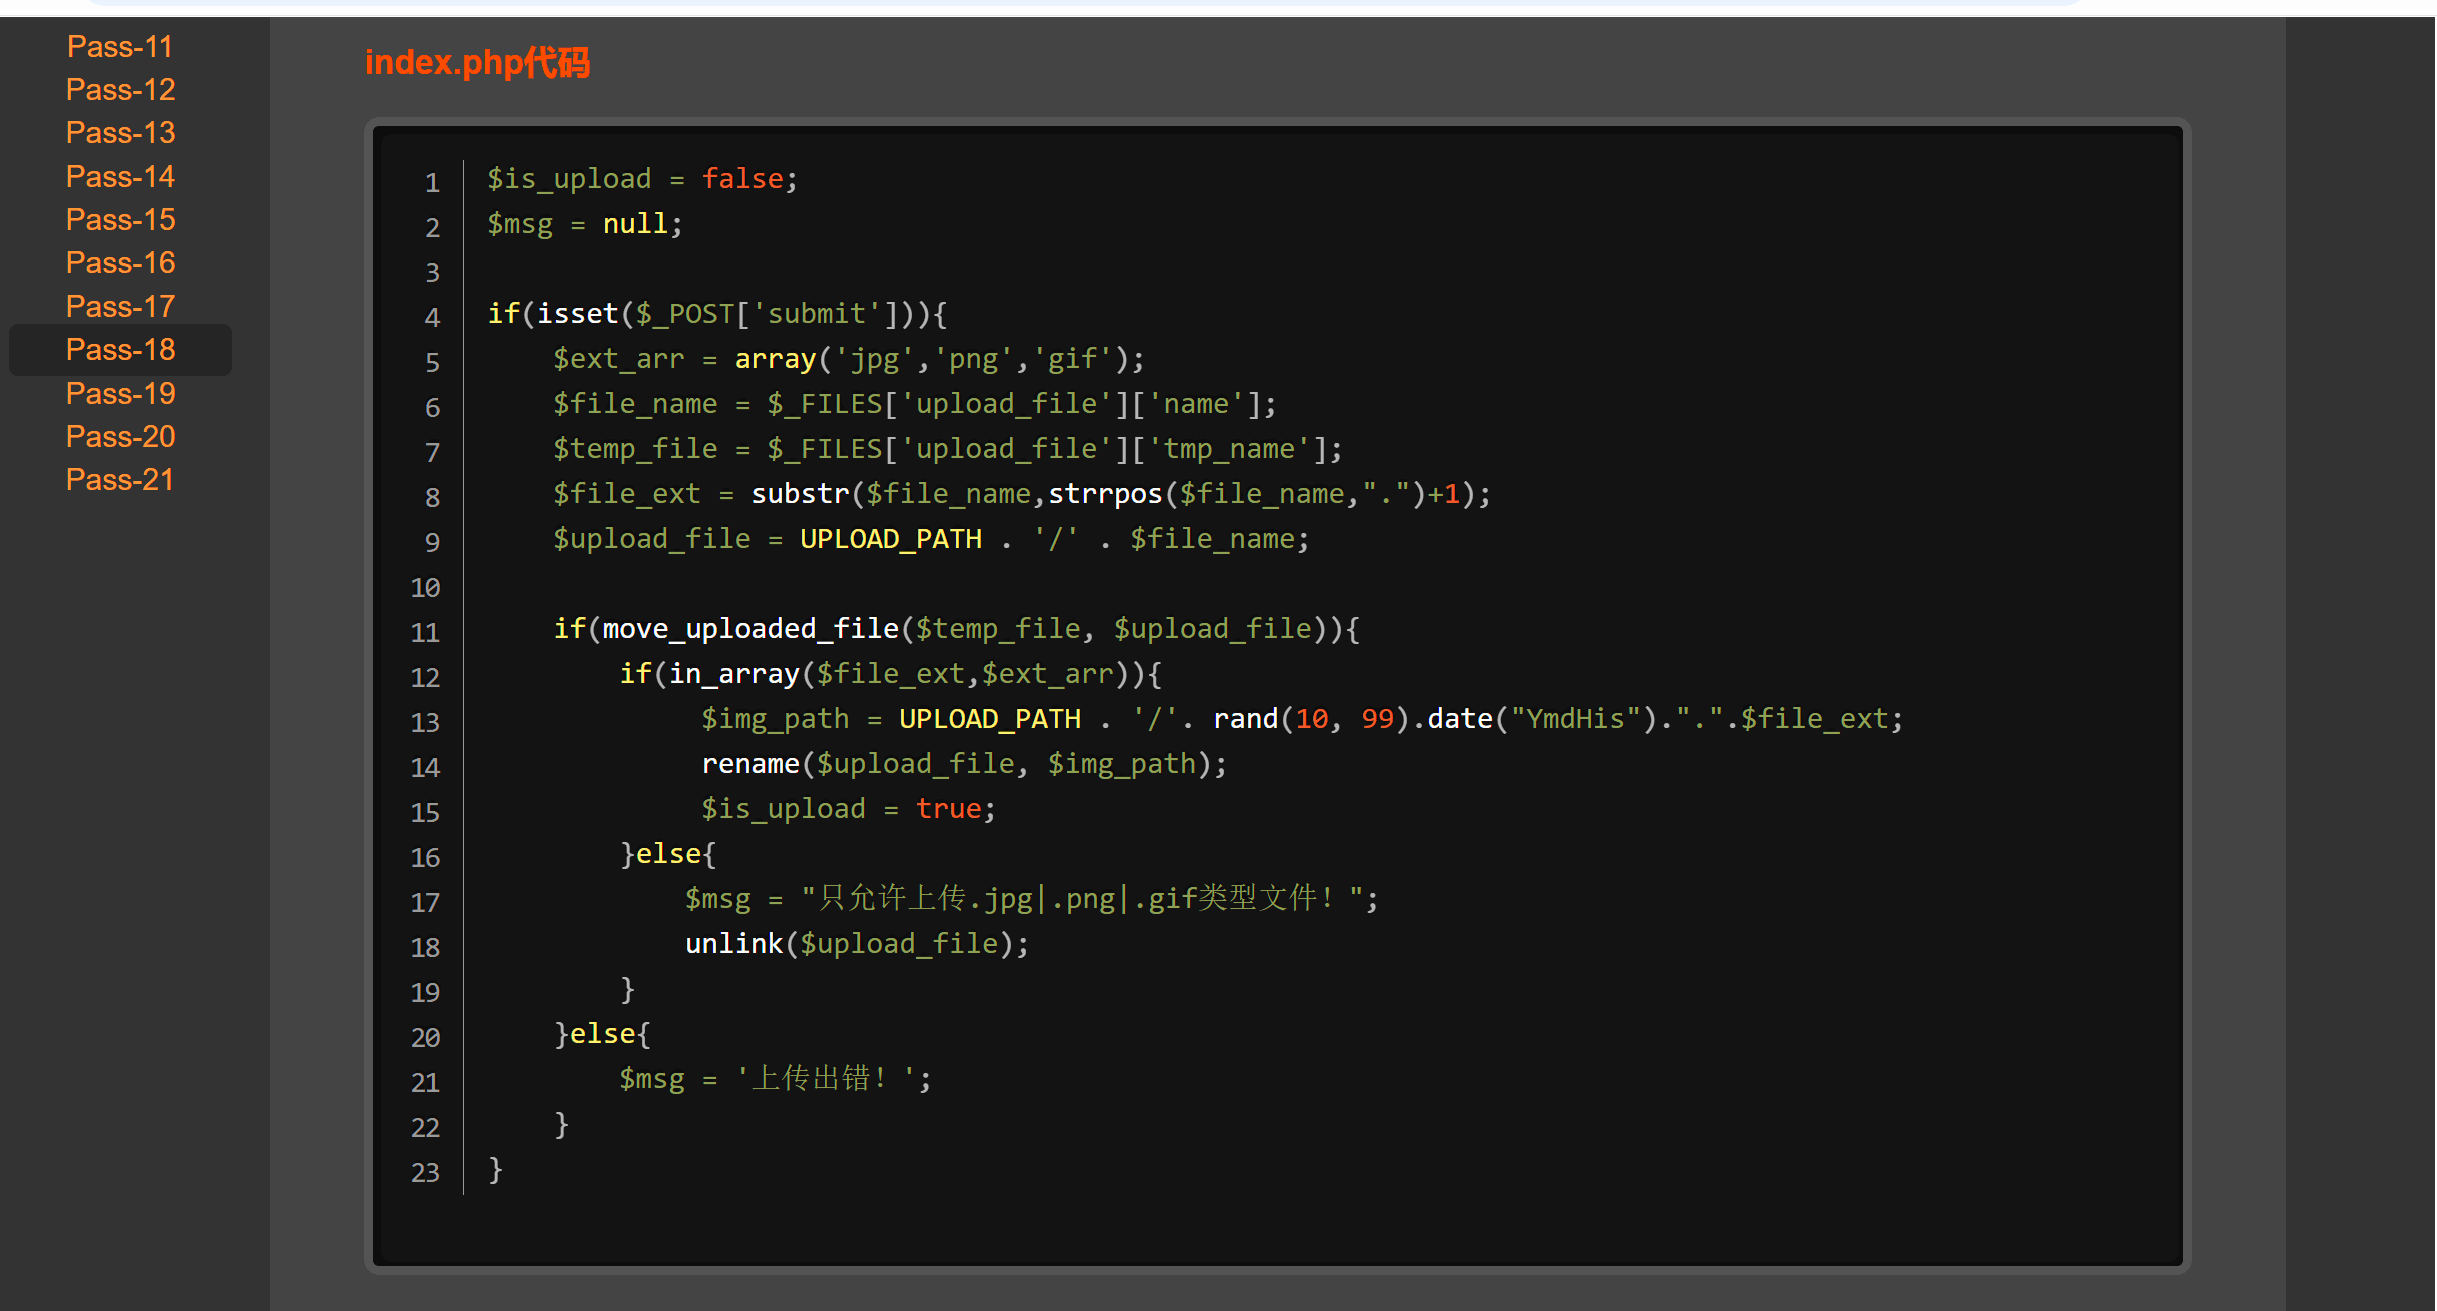 Pass-11
Pass-12
Pass-13
Pass-14
Pass-15
Pass-16
Pass-17
Pass-18
Pass-19
Pass-20
Pass-21
index.php代码
1 $is_upload = false;
2 $msg = null;
3
4 if(isset($_POST['submit'])){
5     $ext_arr = array('jpg','png','gif');
6     $file_name = $_FILES['upload_file']['name'];
7     $temp_file = $_FILES['upload_file']['tmp_name'];
8     $file_ext = substr($file_name,strrpos($file_name,".")+1);
9     $upload_file = UPLOAD_PATH . '/' . $file_name;
10
11     if(move_uploaded_file($temp_file, $upload_file)){
12         if(in_array($file_ext,$ext_arr)){
13              $img_path = UPLOAD_PATH . '/'. rand(10, 99).date("YmdHis").".".$file_ext;
14              rename($upload_file, $img_path);
15              $is_upload = true;
16         }else{
17             $msg = "只允许上传.jpg|.png|.gif类型文件！";
18             unlink($upload_file);
19         }
20     }else{
21         $msg = '上传出错！';
22     }
23 }